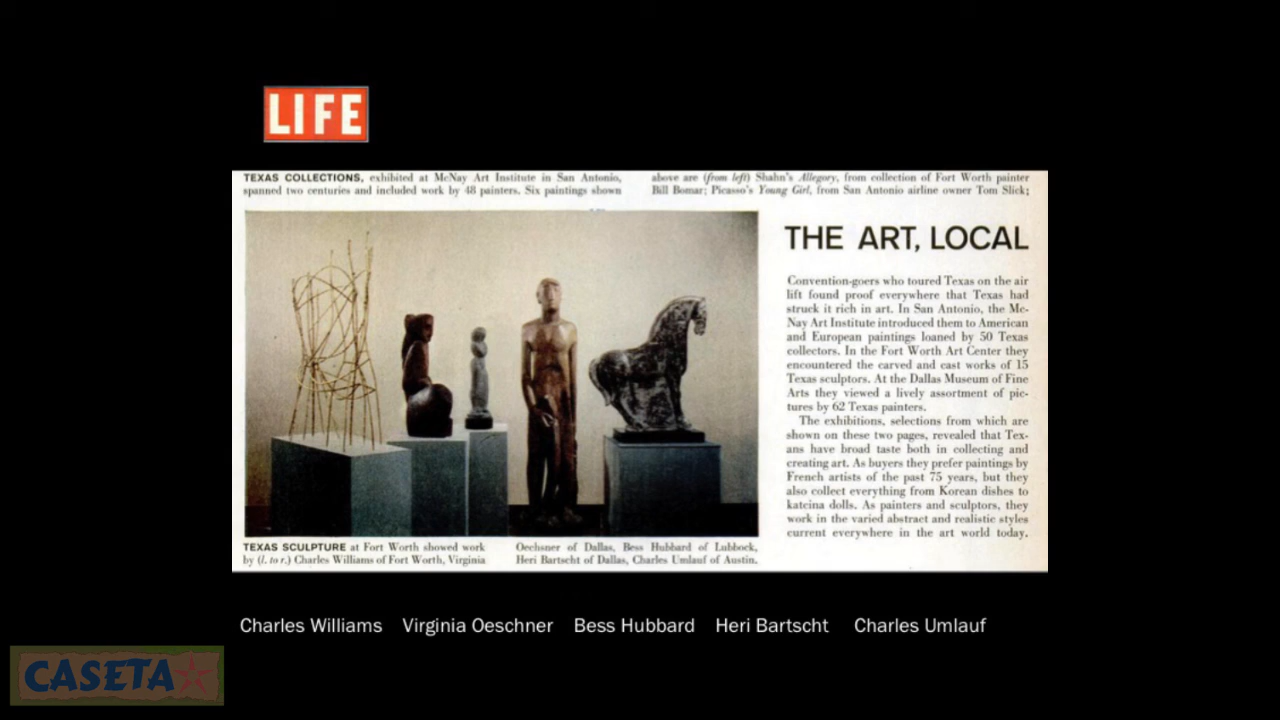 LIFE
TEXAS COLLECTIONS, exhibited at McNay Art Institute in San Antonio,
spanned two centuries and included work by 48 painters. Six paintings shown
above are (from left) Shahn's Allegory, from collection of Fort Worth painter
Bill Bomar; Picasso's Young Girl, from San Antonio airline owner Tom Slick;
THE ART, LOCAL
Convention-goers who toured Texas on the air
lift found proof everywhere that Texas had
struck it rich in art. In San Antonio, the Mc-
Nay Art Institute introduced them to American
and European paintings loaned by 50 Texas
collectors. In the Fort Worth Art Center they
encountered the carved and cast works of 15
Texas sculptors. At the Dallas Museum of Fine
Arts they viewed a lively assortment of pic-
tures by 62 Texas painters.
The exhibitions, selections from which are
shown on these two pages, revealed that Tex-
ans have broad taste both in collecting and
creating art. As buyers they prefer paintings by
French artists of the past 75 years, but they
also collect everything from Korean dishes to
katcina dolls. As painters and sculptors, they
work in the varied abstract and realistic styles
current everywhere in the art world today.
TEXAS SCULPTURE at Fort Worth showed work
by (l. to r.) Charles Williams of Fort Worth, Virginia
Oechsner of Dallas, Bess Hubbard of Lubbock,
Heri Bartscht of Dallas, Charles Umlauf of Austin.
Charles Williams Virginia Oeschner Bess Hubbard Heri Bartscht Charles Umlauf
CASETA